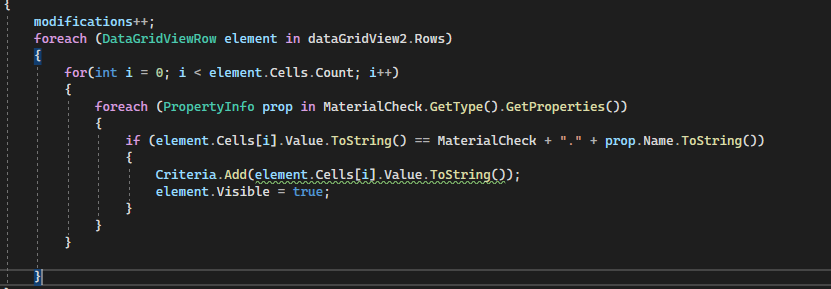 {
modifications++;
foreach (DataGridViewRow element in dataGridView2.Rows)
{
for(int i = 0; i < element.Cells.Count; i++)
{
foreach (PropertyInfo prop in MaterialCheck.GetType().GetProperties())
{
if (element.Cells[i].Value.ToString() == MaterialCheck + "." + prop.Name.ToString())
{
Criteria.Add(element.Cells[i].Value.ToString());
element.Visible = true;
}
}
}
}